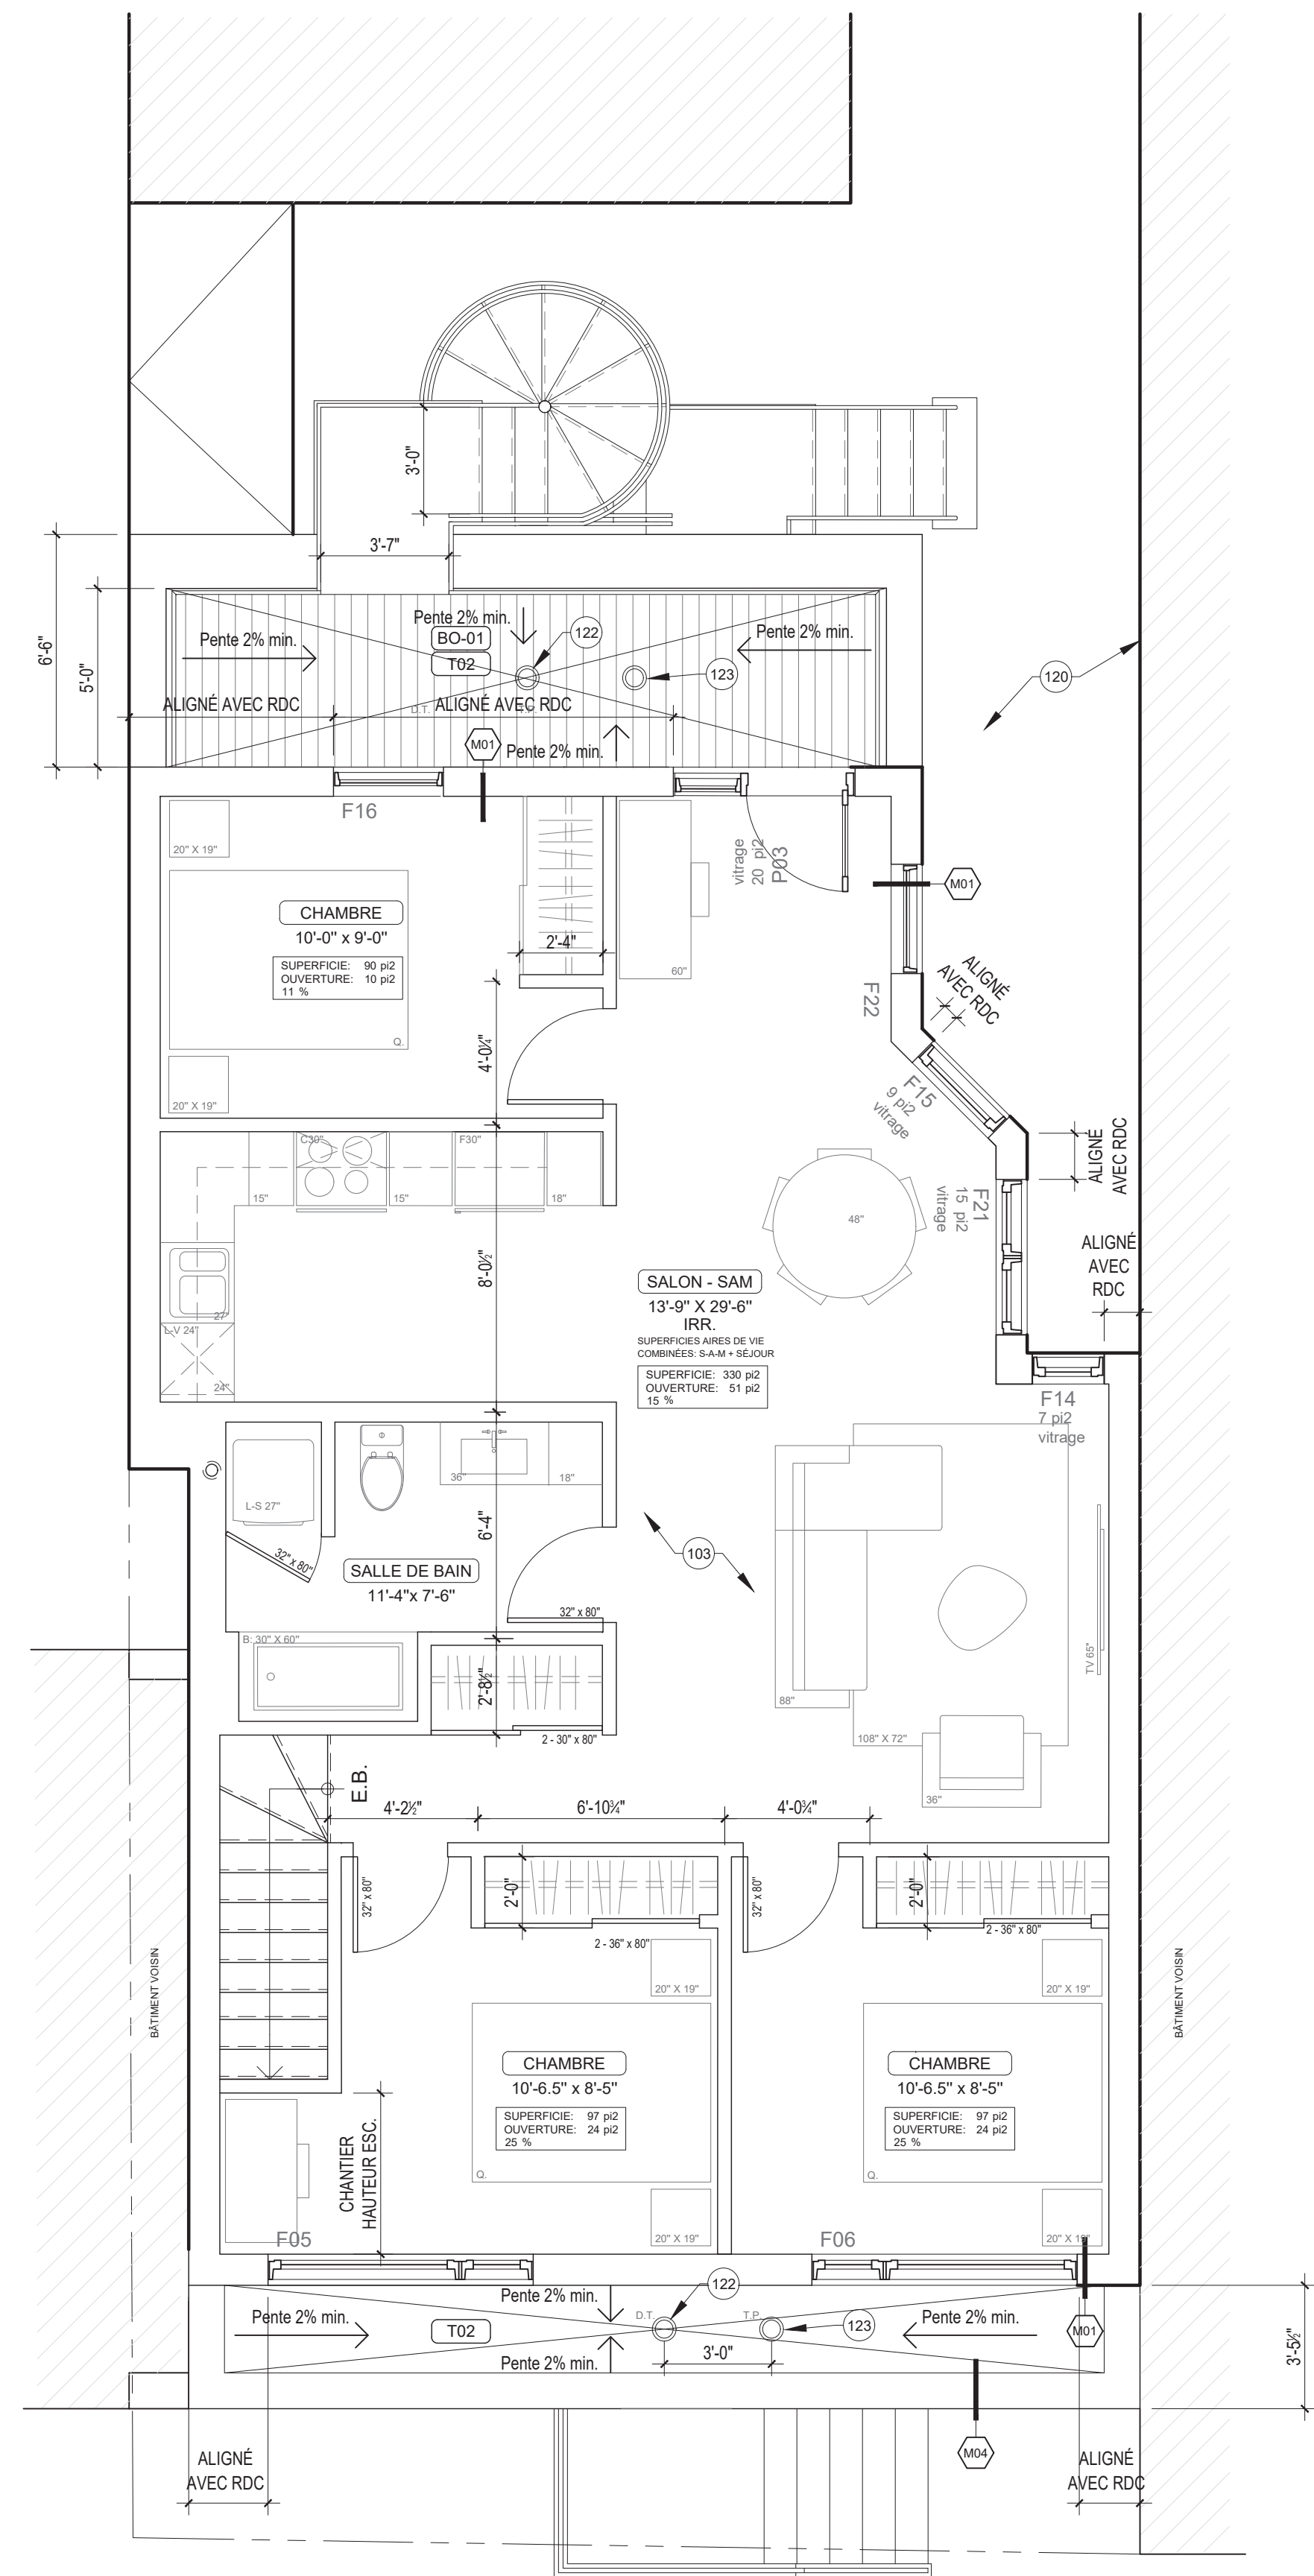 3'-0"
3'-7"
6'-6"
5'-0"
Pente 2% min.
BO-01
T02
122
Pente 2% min.
Pente 2% min.
123
120
ALIGNÉ AVEC RDC
ALIGNÉ AVEC RDC
D.T.
T.P.
M01
Pente 2% min.
F16
20" X 19"
vitrage
20 pi2
P03
M01
CHAMBRE
10'-0" x 9'-0"
SUPERFICIE: 90 pi2
OUVERTURE: 10 pi2
11 %
2'-4"
60"
F22
ALIGNÉ
AVEC RDC
Q.
4'-0¼"
20" X 19"
F15
9 pi2
vitrage
C30"
F30"
15"
15"
18"
ALIGNÉ
AVEC RDC
F21
15 pi2
vitrage
48"
ALIGNÉ
AVEC
RDC
8'-0½"
27"
L-V 24"
24"
SALON - SAM
13'-9" X 29'-6"
IRR.
SUPERFICIES AIRES DE VIE
COMBINÉES: S-A-M + SÉJOUR
SUPERFICIE: 330 pi2
OUVERTURE: 51 pi2
15 %
F14
7 pi2
vitrage
36"
18"
L-S 27"
6'-4"
32" x 80"
SALLE DE BAIN
11'-4"x 7'-6"
103
32" x 80"
B: 30" X 60"
2'-8½"
2 - 30" x 80"
TV 65"
88"
108" X 72"
36"
E.B.
4'-2½"
6'-10¾"
4'-0¾"
32" x 80"
2'-0"
2 - 36" x 80"
32" x 80"
2'-0"
2 - 36" x 80"
20" X 19"
20" X 19"
BÂTIMENT VOISIN
BÂTIMENT VOISIN
CHAMBRE
10'-6.5" x 8'-5"
SUPERFICIE: 97 pi2
OUVERTURE: 24 pi2
25 %
CHAMBRE
10'-6.5" x 8'-5"
SUPERFICIE: 97 pi2
OUVERTURE: 24 pi2
25 %
Q.
Q.
CHANTIER
HAUTEUR ESC.
F05
20" X 19"
F06
20" X 19"
122
Pente 2% min.
Pente 2% min.
T02
D.T.
T.P.
123
Pente 2% min.
M01
Pente 2% min.
3'-0"
3'-5½"
M04
ALIGNÉ
AVEC RDC
ALIGNÉ
AVEC RDC